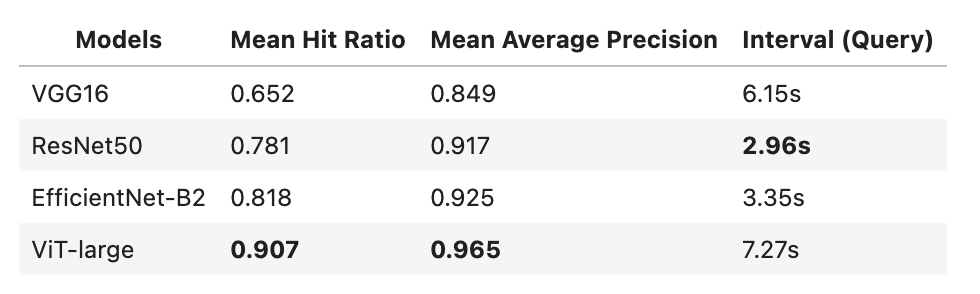 Models Mean Hit Ratio Mean Average Precision Interval (Query)
VGG16 0.652 0.849 6.15s
ResNet50 0.781 0.917 2.96s
EfficientNet-B2 0.818 0.925 3.35s
ViT-large 0.907 0.965 7.27s